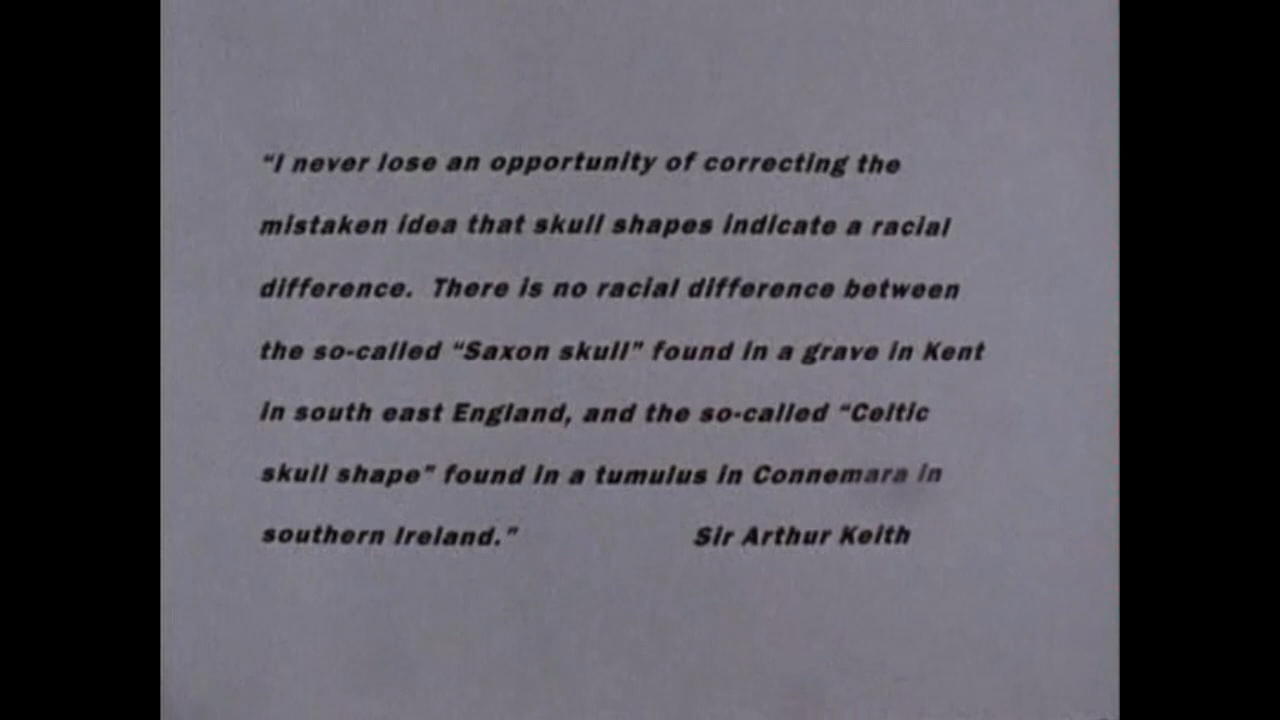 “I never lose an opportunity of correcting the
mistaken idea that skull shapes indicate a racial
difference. There is no racial difference between
the so-called “Saxon skull” found in a grave in Kent
in south east England, and the so-called “Celtic
skull shape” found in a tumulus in Connemara in
southern Ireland.” Sir Arthur Keith